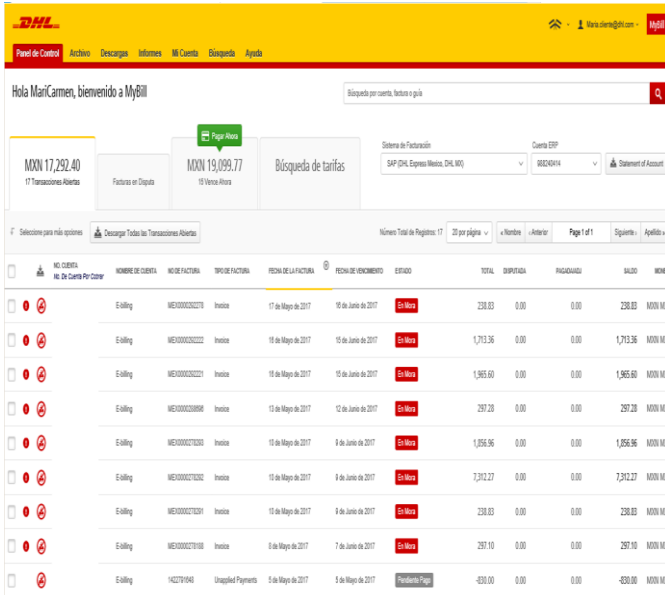 DHL
Maria.cliente@dhl.com
MyBill
Panel de Control Archivo Descargas Informes Mi Cuenta Búsqueda Ayuda
Hola MariCarmen, bienvenido a MyBill
Búsqueda por cuenta, factura o guía
Pagar Ahora
MXN 17,292.40
17 Transacciones Abiertas
Facturas en Disputa
MXN 19,099.77
16 Vence Ahora
Búsqueda de tarifas
Sistema de Facturación
SAP (DHL Express Mexico, DHL MX)
Cuenta ERP
988240414
Statement of Account
Seleccione para más opciones Descargar Todas las Transacciones Abiertas Número Total de Registros: 17 20 por página « Nombre ‹ Anterior Page 1 of 1 Siguiente › Apellido »
NO. CUENTA
No. De Cuenta Por Cobrar
NOMBRE DE CUENTA NO DE FACTURA TIPO DE FACTURA FECHA DE LA FACTURA FECHA DE VENCIMIENTO ESTADO TOTAL DISPUTADA PAGADA/ADJ SALDO MONE
E-billing MEX0000292278 Invoice 17 de Mayo de 2017 16 de Junio de 2017 En Mora 238.83 0.00 0.00 238.83 MXN M
E-billing MEX0000292222 Invoice 16 de Mayo de 2017 15 de Junio de 2017 En Mora 1,713.36 0.00 0.00 1,713.36 MXN M
E-billing MEX0000292221 Invoice 16 de Mayo de 2017 15 de Junio de 2017 En Mora 1,965.60 0.00 0.00 1,965.60 MXN M
E-billing Invoice 13 de Mayo de 2017 12 de Junio de 2017 En Mora 297.28 0.00 0.00 297.28 MXN M
E-billing MEX0000278293 Invoice 10 de Mayo de 2017 9 de Junio de 2017 En Mora 1,856.96 0.00 0.00 1,856.96 MXN M
E-billing MEX0000278292 Invoice 10 de Mayo de 2017 9 de Junio de 2017 En Mora 7,312.27 0.00 0.00 7,312.27 MXN M
E-billing MEX0000278291 Invoice 10 de Mayo de 2017 9 de Junio de 2017 En Mora 238.83 0.00 0.00 238.83 MXN M
E-billing MEX0000278188 Invoice 8 de Mayo de 2017 7 de Junio de 2017 En Mora 297.10 0.00 0.00 297.10 MXN M
E-billing 1422791648 Unapplied Payments 5 de Mayo de 2017 5 de Mayo de 2017 Pendiente Pago -830.00 0.00 0.00 -830.00 MXN M